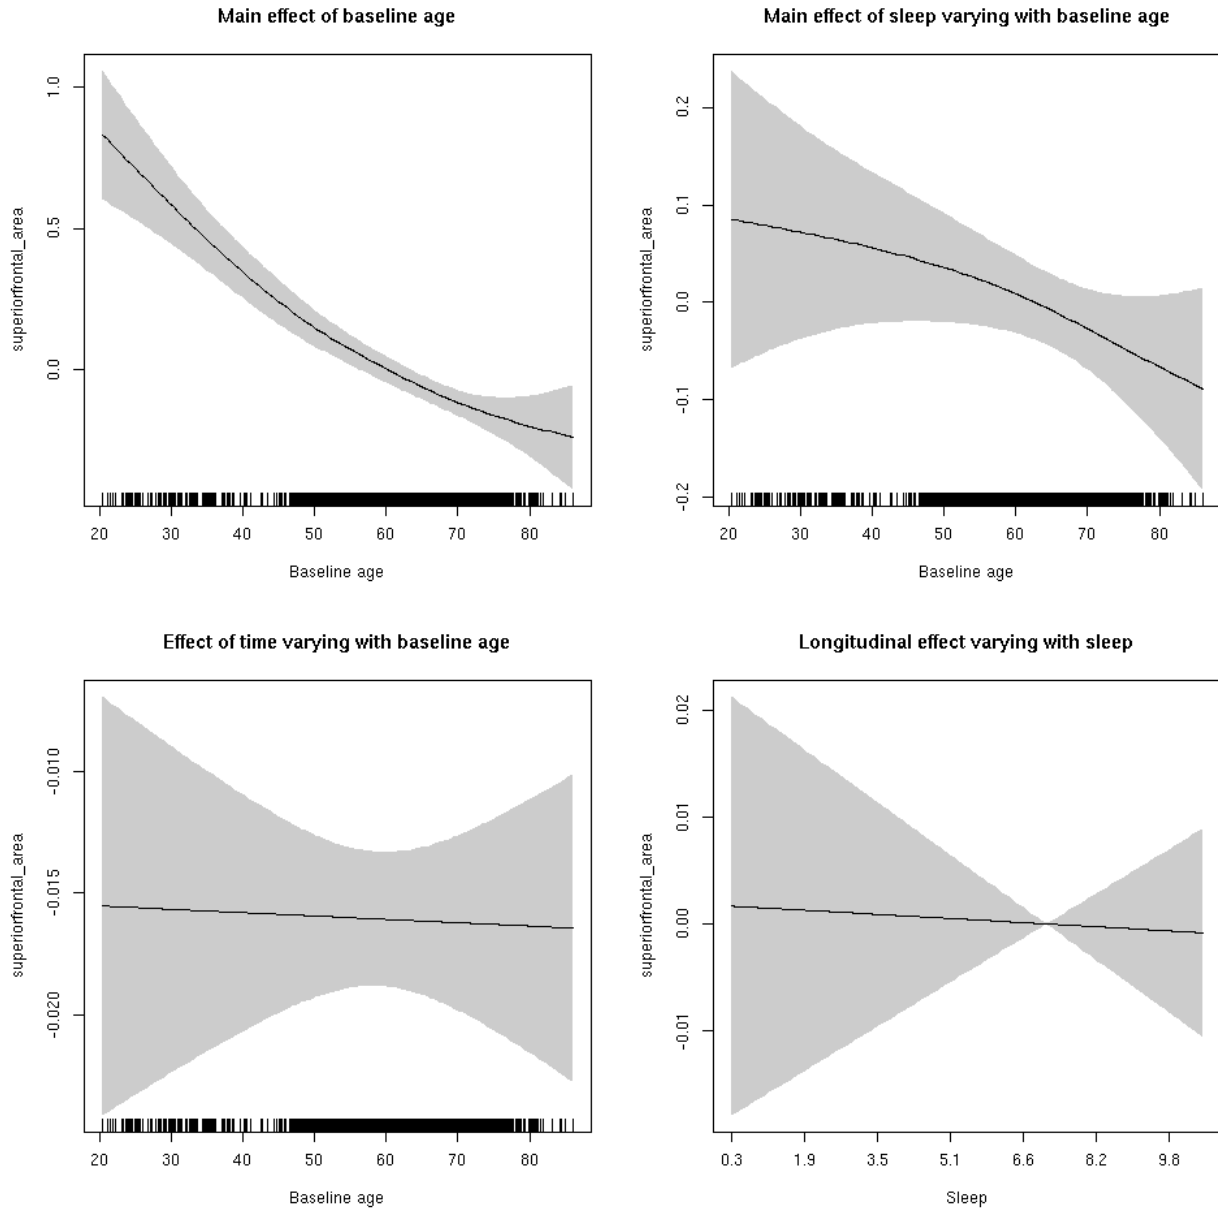 Main effect of baseline age
superiorfrontal_area
1.0
0.5
0.0
20 30 40 50 60 70 80
Baseline age
Main effect of sleep varying with baseline age
superiorfrontal_area
0.2
0.1
0.0
-0.1
-0.2
20 30 40 50 60 70 80
Baseline age
Effect of time varying with baseline age
superiorfrontal_area
-0.010
-0.015
-0.020
20 30 40 50 60 70 80
Baseline age
Longitudinal effect varying with sleep
superiorfrontal_area
0.02
0.01
0.00
-0.01
0.3 1.9 3.5 5.1 6.6 8.2 9.8
Sleep